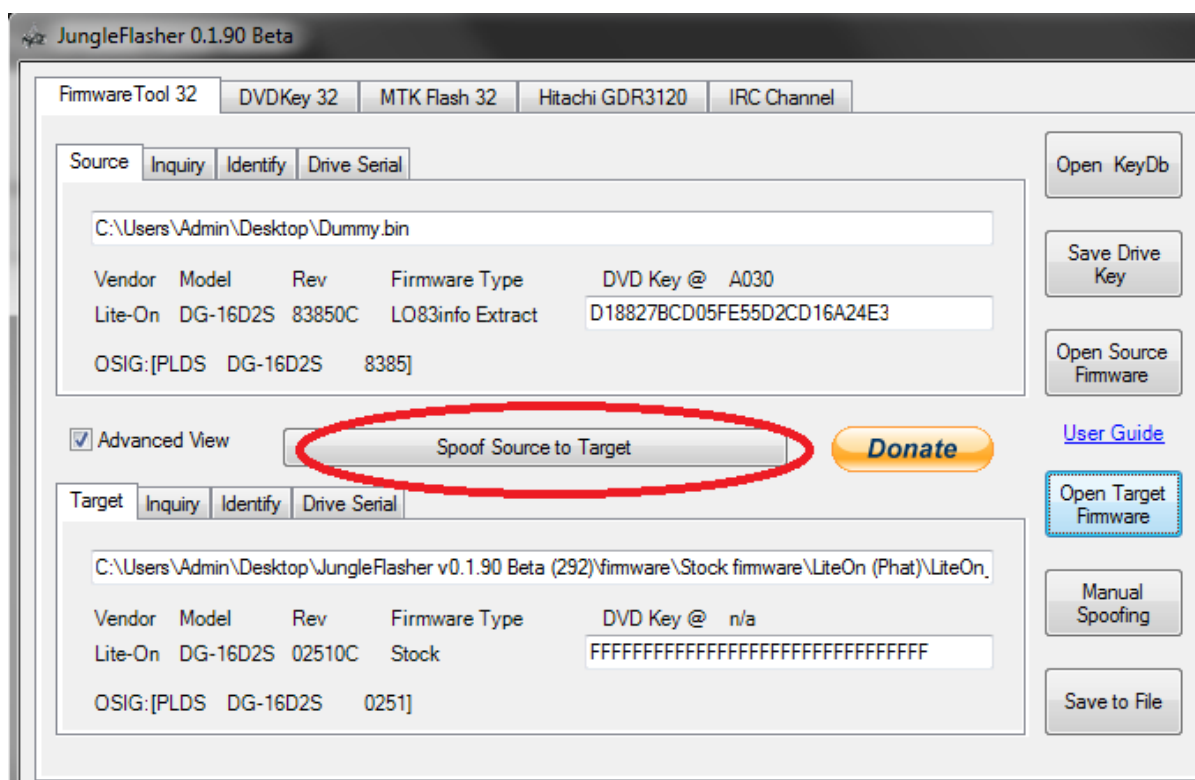 JungleFlasher 0.1.90 Beta
FirmwareTool 32 DVDKey 32 MTK Flash 32 Hitachi GDR3120 IRC Channel
Source Inquiry Identify Drive Serial
C:\Users\Admin\Desktop\Dummy.bin
Vendor Model Rev Firmware Type DVD Key @ A030
Lite-On DG-16D2S 83850C LO83info Extract D18827BCD05FE55D2CD16A24E3
OSIG:[PLDS DG-16D2S 8385]
Advanced View Spoof Source to Target Donate
Target Inquiry Identify Drive Serial
C:\Users\Admin\Desktop\JungleFlasher v0.1.90 Beta (292)\firmware\Stock firmware\LiteOn (Phat)\LiteOn_
Vendor Model Rev Firmware Type DVD Key @ n/a
Lite-On DG-16D2S 02510C Stock FFFFFFFFFFFFFFFFFFFFFFFFFFFFFFFF
OSIG:[PLDS DG-16D2S 0251]
Open KeyDb
Save Drive
Key
Open Source
Firmware
User Guide
Open Target
Firmware
Manual
Spoofing
Save to File